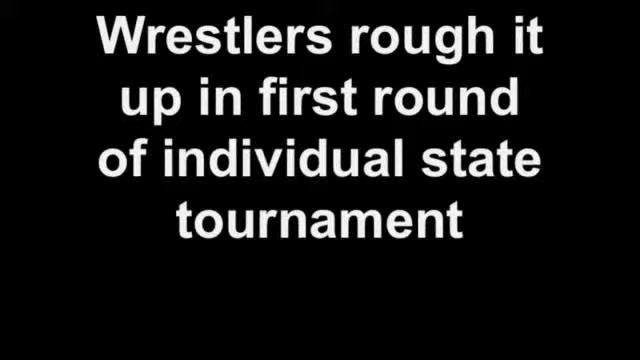 Wrestlers rough it
up in first round
of individual state
tournament